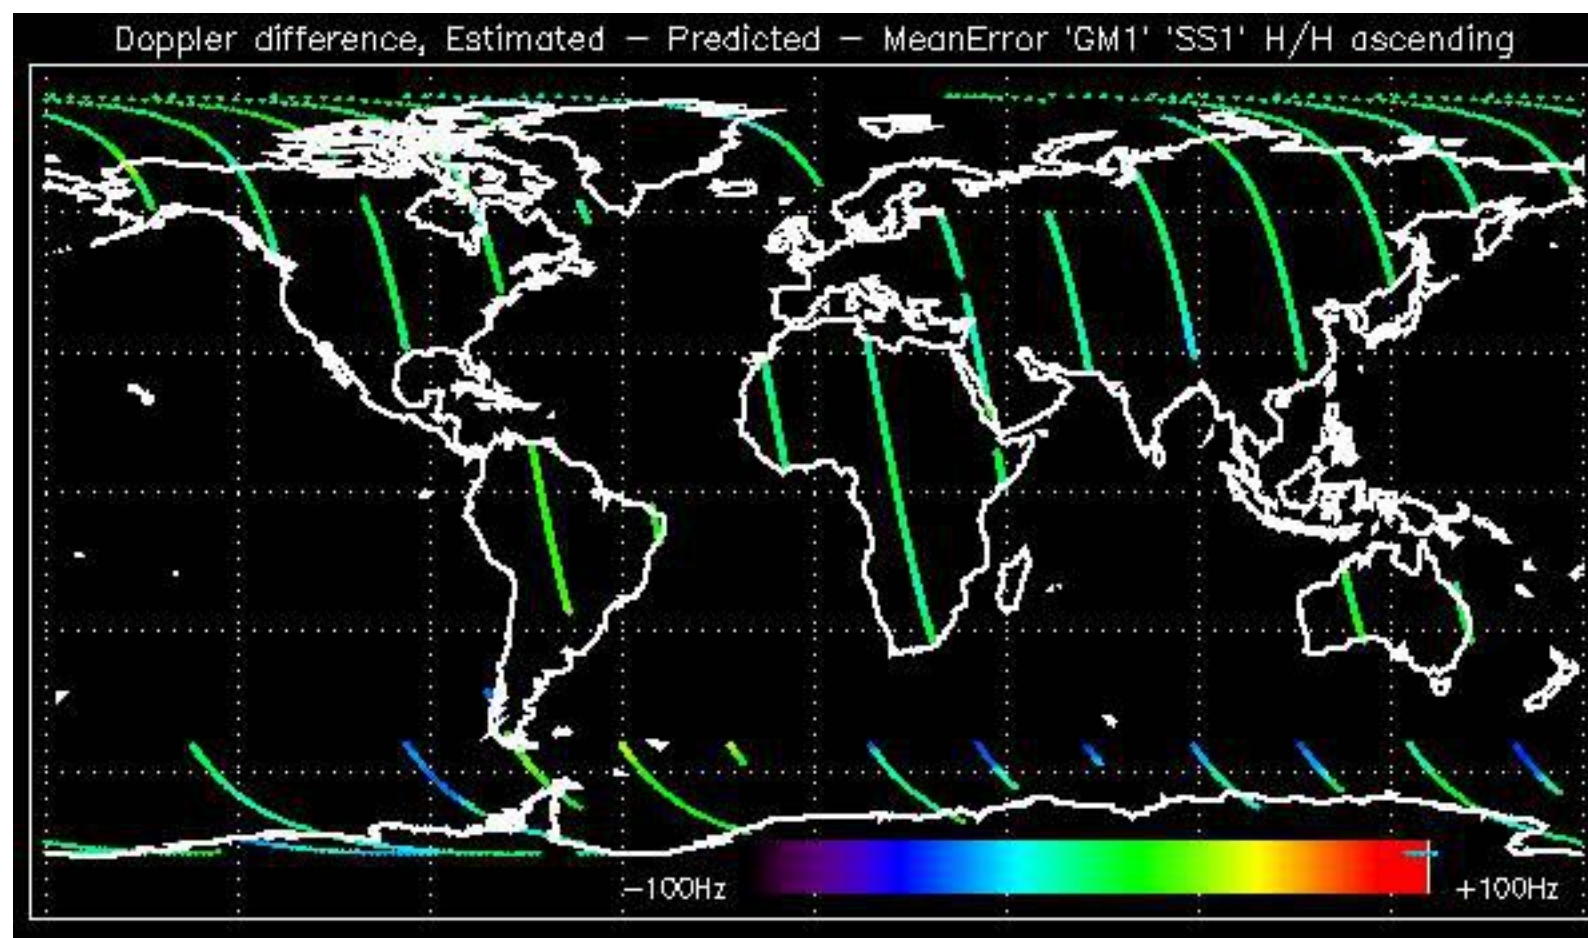 Doppler difference, Estimated – Predicted – MeanError 'GM1' 'SS1' H/H ascending
–100Hz
+100Hz